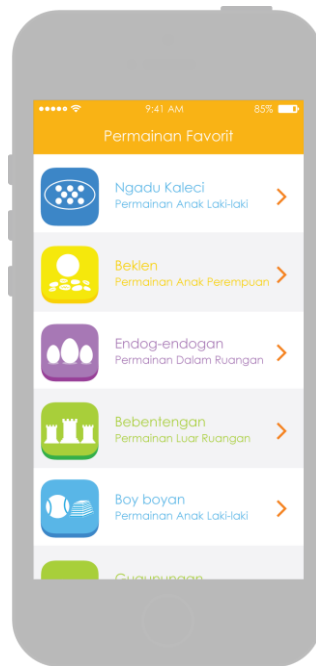 9:41 AM
85%
Permainan Favorit
Ngadu Kaleci
Permainan Anak Laki-laki
Beklen
Permainan Anak Perempuan
Endog-endogan
Permainan Dalam Ruangan
Bebentengan
Permainan Luar Ruangan
Boy boyan
Permainan Anak Laki-laki
Gugunungan